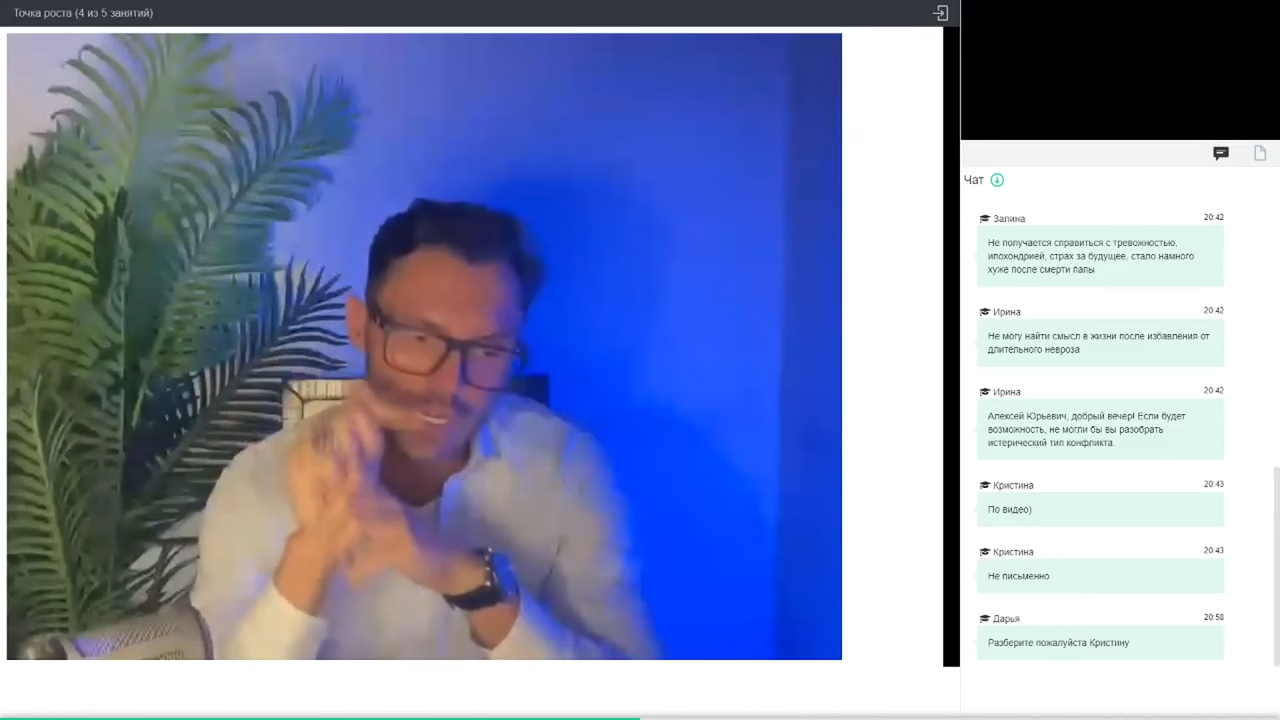 Точка роста (4 из 5 занятий)
Чат
Залина 20:42
Не получается справиться с тревожностью,
ипохондрией, страх за будущее, стало намного
хуже после смерти папы
Ирина 20:42
Не могу найти смысл в жизни после избавления от
длительного невроза
Ирина 20:42
Алексей Юрьевич, добрый вечер! Если будет
возможность, не могли бы вы разобрать
истерический тип конфликта.
Кристина 20:43
По видео)
Кристина 20:43
Не письменно
Дарья 20:58
Разберите пожалуйста Кристину